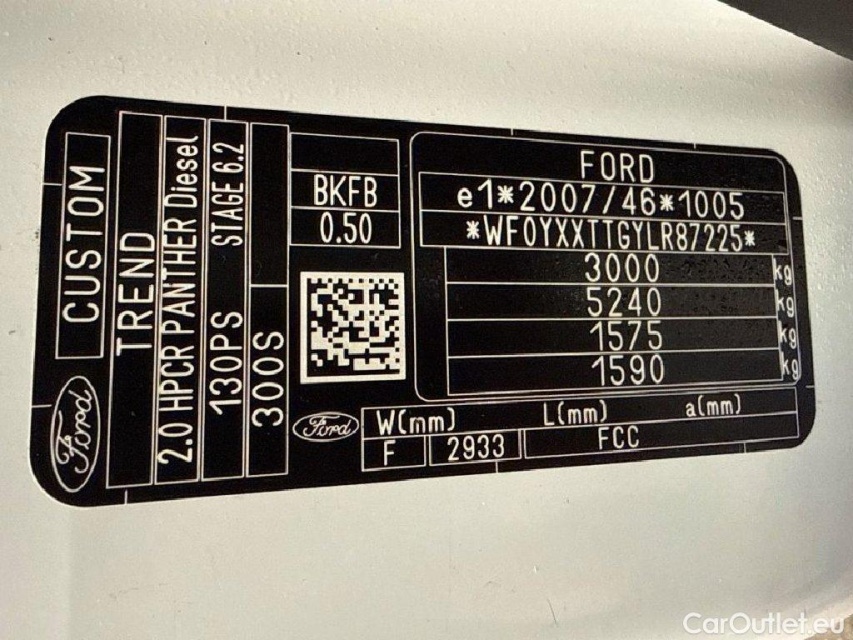 CUSTOM
Ford
TREND
2.0 HPCR PANTHER Diesel
130PS STAGE 6.2
300S
BKFB
0.50
FORD
e1*2007/46*1005
*WF0YXXTTGYLR87225*
3000 kg
5240 kg
1575 kg
1590 kg
Ford
W(mm) L(mm) a(mm)
F 2933 FCC
CarOutlet.eu